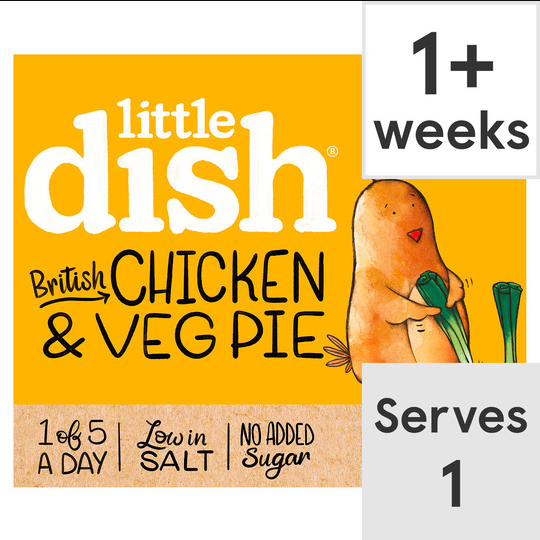 1+
weeks
little
dish®
British CHICKEN
& VEG PIE
1 of 5
A DAY
Low in
SALT
NO ADDED
Sugar
Serves
1